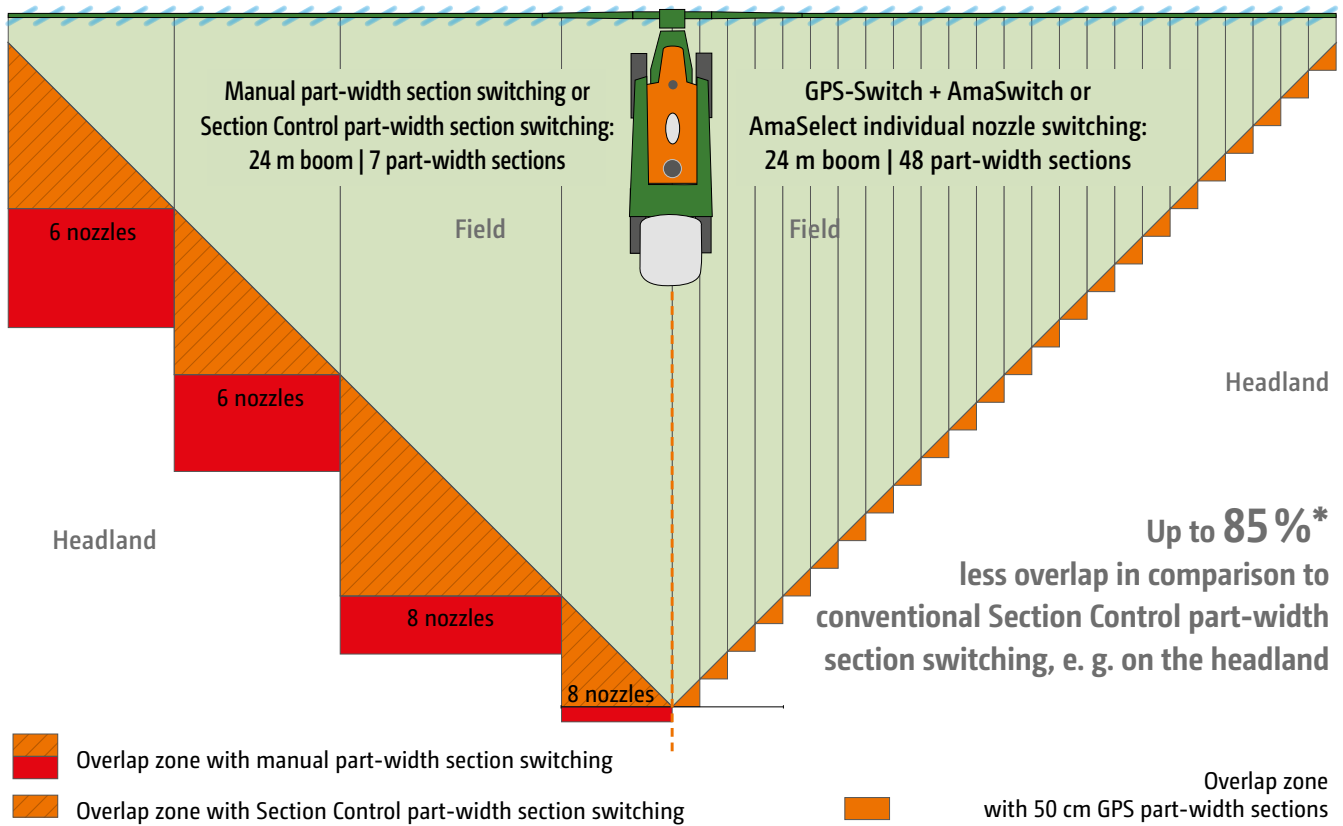 Manual part-width section switching or
Section Control part-width section switching:
24 m boom | 7 part-width sections
GPS-Switch + AmaSwitch or
AmaSelect individual nozzle switching:
24 m boom | 48 part-width sections
Field
Field
6 nozzles
6 nozzles
8 nozzles
8 nozzles
Headland
Headland
Up to 85 %*
less overlap in comparison to
conventional Section Control part-width
section switching, e. g. on the headland
Overlap zone with manual part-width section switching
Overlap zone with Section Control part-width section switching
Overlap zone
with 50 cm GPS part-width sections